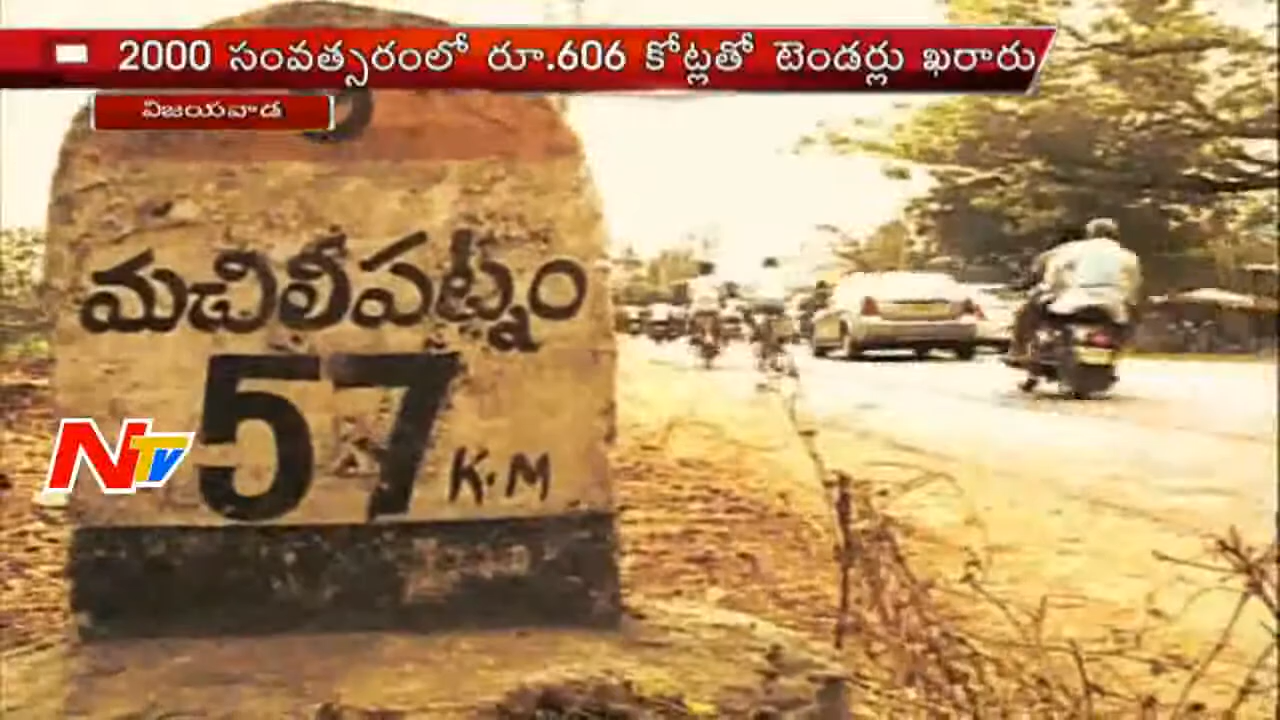 2000 సంవత్సరంలో రూ.606 కోట్లతో టెండర్లు ఖరారు
విజయవాడ
మచిలీపట్నం
57 K.M
NTV